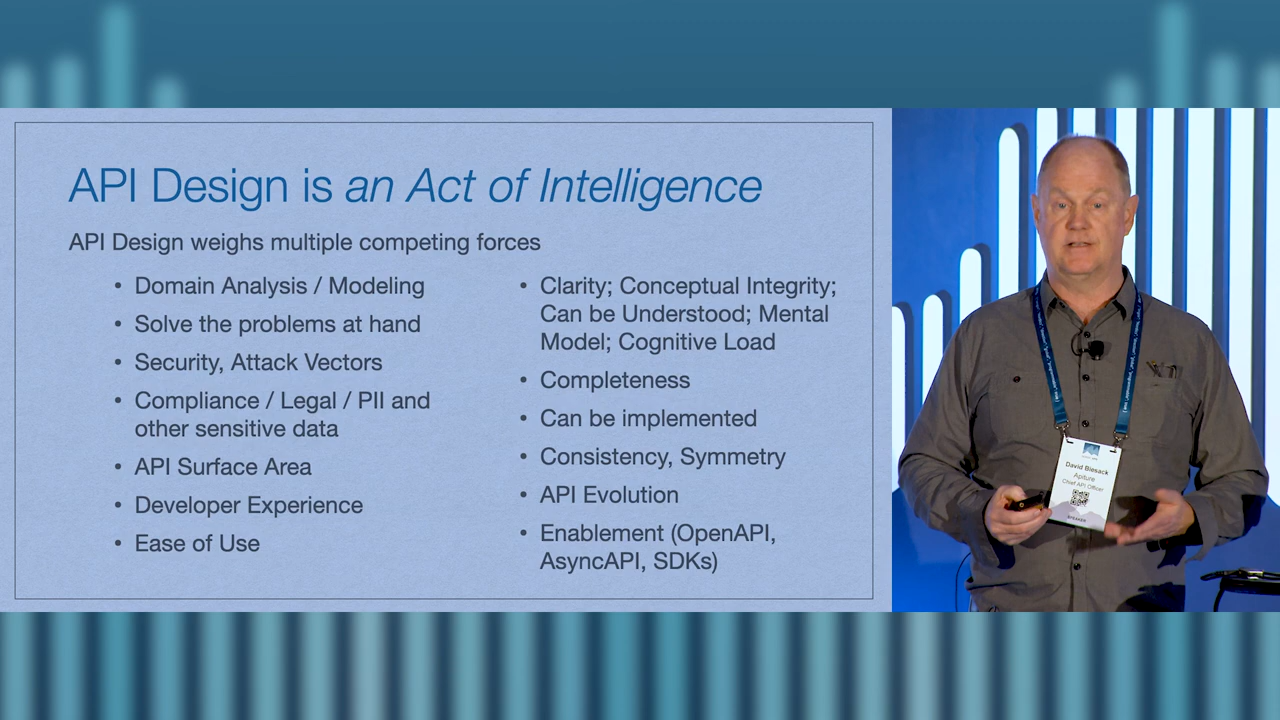 API Design is an Act of Intelligence
API Design weighs multiple competing forces
• Domain Analysis / Modeling
• Solve the problems at hand
• Security, Attack Vectors
• Compliance / Legal / PII and
other sensitive data
• API Surface Area
• Developer Experience
• Ease of Use
• Clarity; Conceptual Integrity;
Can be Understood; Mental
Model; Cognitive Load
• Completeness
• Can be implemented
• Consistency, Symmetry
• API Evolution
• Enablement (OpenAPI,
AsyncAPI, SDKs)
David Biesack
Apiture
Chief API Officer
SPEAKER